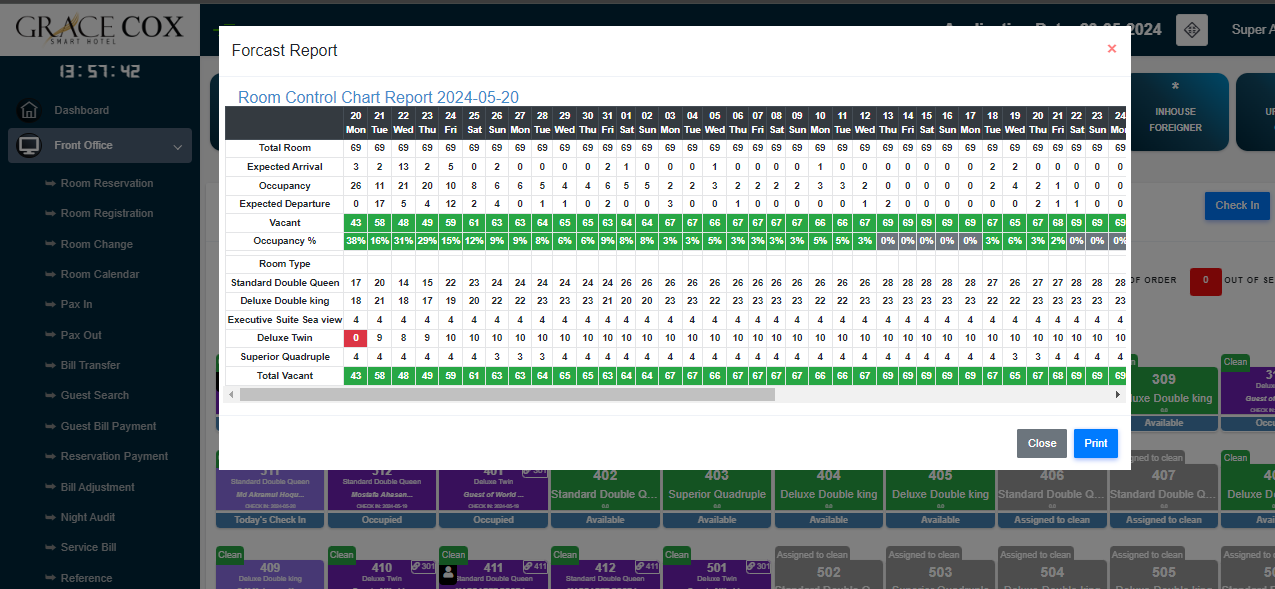 GRACE COX
SMART HOTEL
13:57:42
Dashboard
Front Office
Room Reservation
Room Registration
Room Change
Room Calendar
Pax In
Pax Out
Bill Transfer
Guest Search
Guest Bill Payment
Reservation Payment
Bill Adjustment
Night Audit
Service Bill
Reference
2024
Super A
INHOUSE
FOREIGNER
Check In
OF ORDER 0 OUT OF SE
Forcast Report ×
Room Control Chart Report 2024-05-20
20 21 22 23 24 25 26 27 28 29 30 31 01 02 03 04 05 06 07 08 09 10 11 12 13 14 15 16 17 18 19 20 21 22 23 24
Mon Tue Wed Thu Fri Sat Sun Mon Tue Wed Thu Fri Sat Sun Mon Tue Wed Thu Fri Sat Sun Mon Tue Wed Thu Fri Sat Sun Mon Tue Wed Thu Fri Sat Sun Mon
Total Room 69 69 69 69 69 69 69 69 69 69 69 69 69 69 69 69 69 69 69 69 69 69 69 69 69 69 69 69 69 69 69 69 69 69 69 69
Expected Arrival 3 2 13 2 5 0 2 0 0 0 0 2 1 0 0 0 1 0 0 0 0 1 0 0 0 0 0 0 0 2 2 0 0 0 0 0
Occupancy 26 11 21 20 10 8 6 6 5 4 4 6 5 5 2 2 3 2 2 2 2 3 3 2 0 0 0 0 0 2 4 2 1 0 0 0
Expected Departure 0 17 5 4 12 2 4 0 1 1 0 2 0 0 3 0 0 1 0 0 0 0 0 1 2 0 0 0 0 0 0 2 1 1 0 0
Vacant 43 58 48 49 59 61 63 63 64 65 65 63 64 64 67 67 66 67 67 67 67 66 66 67 69 69 69 69 69 67 65 67 68 69 69 69
Occupancy % 38% 16% 31% 29% 15% 12% 9% 9% 8% 6% 6% 9% 8% 8% 3% 3% 5% 3% 3% 3% 3% 5% 5% 3% 0% 0% 0% 0% 0% 3% 6% 3% 2% 0% 0% 0%
Room Type
Standard Double Queen 17 20 14 15 22 23 24 24 24 24 24 24 26 26 26 26 26 26 26 26 26 26 26 26 28 28 28 28 28 27 26 27 27 28 28 28
Deluxe Double king 18 21 18 17 19 20 22 22 23 23 23 21 20 20 23 23 22 23 23 23 23 22 22 23 23 23 23 23 23 22 22 23 23 23 23 23
Executive Suite Sea view 4 4 4 4 4 4 4 4 4 4 4 4 4 4 4 4 4 4 4 4 4 4 4 4 4 4 4 4 4 4 4 4 4 4 4 4
Deluxe Twin 0 9 8 9 10 10 10 10 10 10 10 10 10 10 10 10 10 10 10 10 10 10 10 10 10 10 10 10 10 10 10 10 10 10 10 10
Superior Quadruple 4 4 4 4 4 4 3 3 3 4 4 4 4 4 4 4 4 4 4 4 4 4 4 4 4 4 4 4 4 4 3 3 4 4 4 4
Total Vacant 43 58 48 49 59 61 63 63 64 65 65 63 64 64 67 67 66 67 67 67 67 66 66 67 69 69 69 69 69 67 65 67 68 69 69 69
Close Print
Clean
309
uxe Double king
Available
402 403 404 405 406 407
Standard Double Queen Standard Double Queen Deluxe Twin Standard Double Q... Superior Quadruple Deluxe Double king Deluxe Double king Standard Double Q... Standard Double Q...
Md Akramul Hoqu... Mostafa Ahasen... Guest of World ...
Today's Check In Occupied Occupied Available Available Available Available Assigned to clean Assigned to clean
Clean Clean Clean Clean Clean Assigned to clean Assigned to clean Assigned to clean Assigned to clean Assigned to clean
409 410 301 411 411 412 411 501 301 502 503 504 505
Deluxe Double king Deluxe Twin Standard Double Queen Standard Double Queen Deluxe Twin